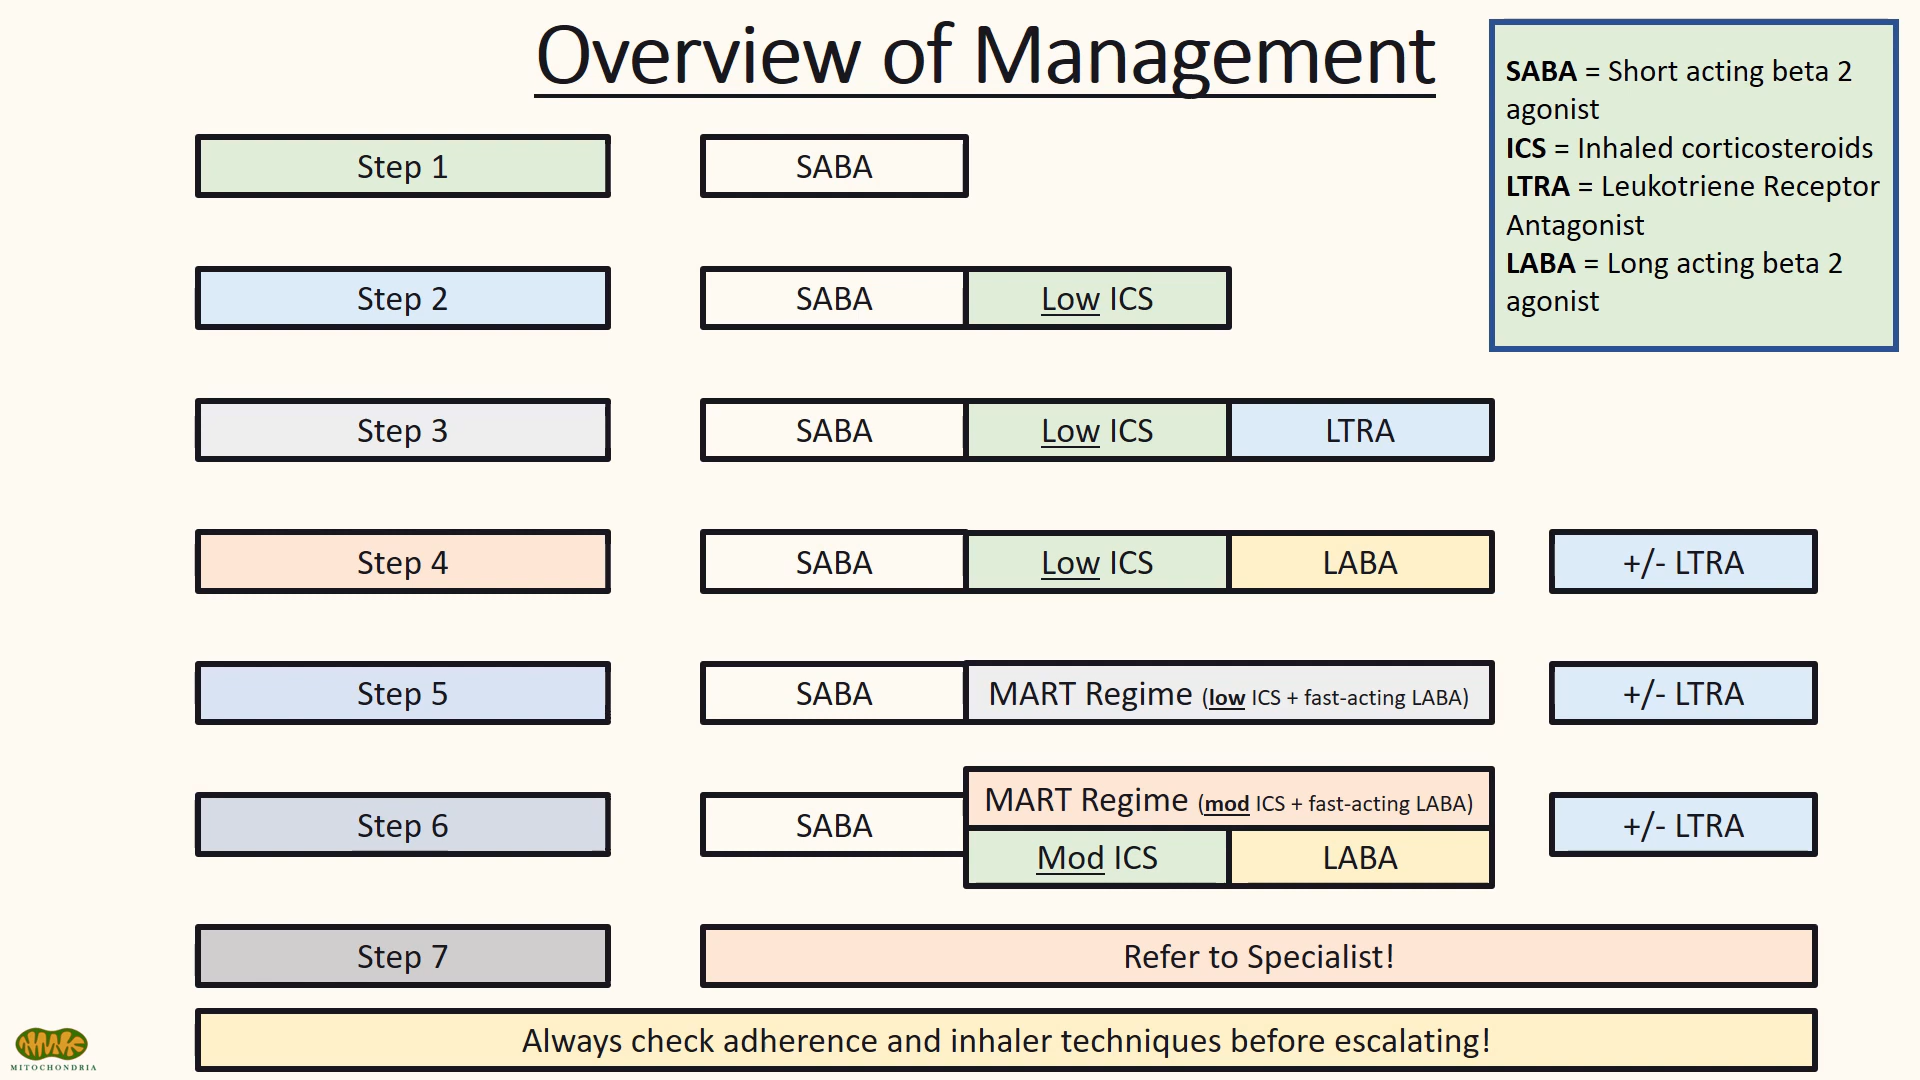 Overview of Management
SABA = Short acting beta 2
agonist
ICS = Inhaled corticosteroids
LTRA = Leukotriene Receptor
Antagonist
LABA = Long acting beta 2
agonist
Step 1 SABA
Step 2 SABA Low ICS
Step 3 SABA Low ICS LTRA
Step 4 SABA Low ICS LABA +/- LTRA
Step 5 SABA MART Regime (low ICS + fast-acting LABA) +/- LTRA
MART Regime (mod ICS + fast-acting LABA)
Step 6 SABA +/- LTRA
Mod ICS LABA
Step 7 Refer to Specialist!
Always check adherence and inhaler techniques before escalating!
MITOCHONDRIA